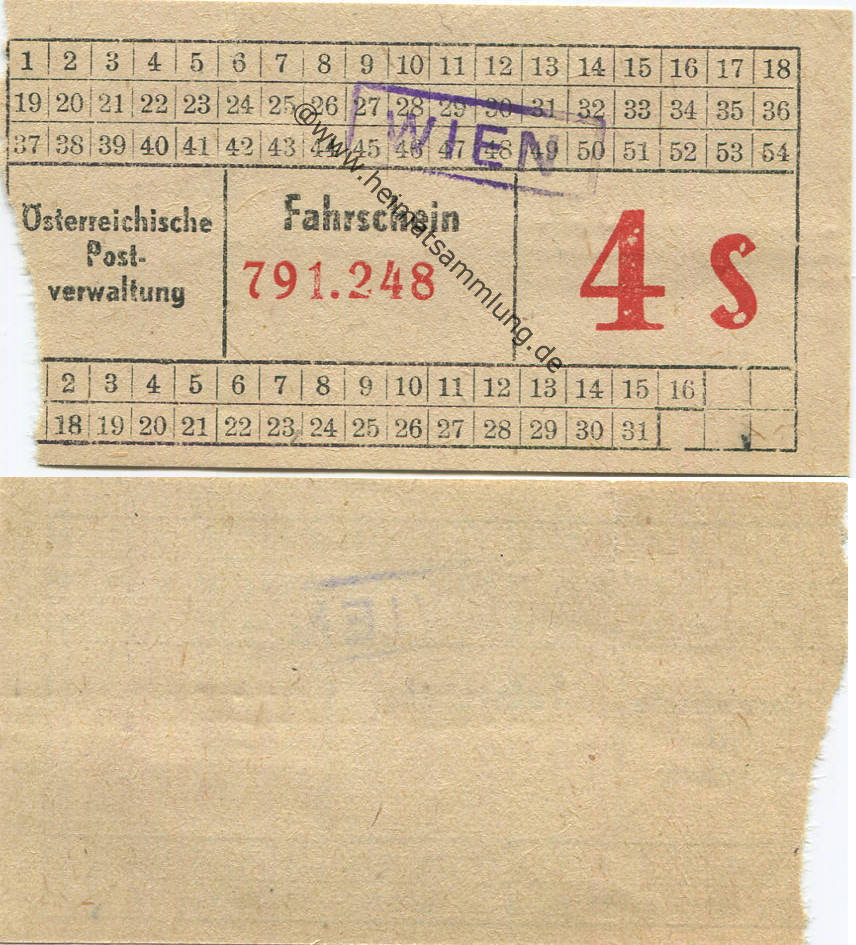 1 2 3 4 5 6 7 8 9 10 11 12 13 14 15 16 17 18
19 20 21 22 23 24 25 26 27 28 29 30 31 32 33 34 35 36
37 38 39 40 41 42 43 44 45 46 47 48 49 50 51 52 53 54
WIEN
@www.heimatsammlung.de
Österreichische
Post-
verwaltung
Fahrschein
791.248
4 S
2 3 4 5 6 7 8 9 10 11 12 13 14 15 16
18 19 20 21 22 23 24 25 26 27 28 29 30 31